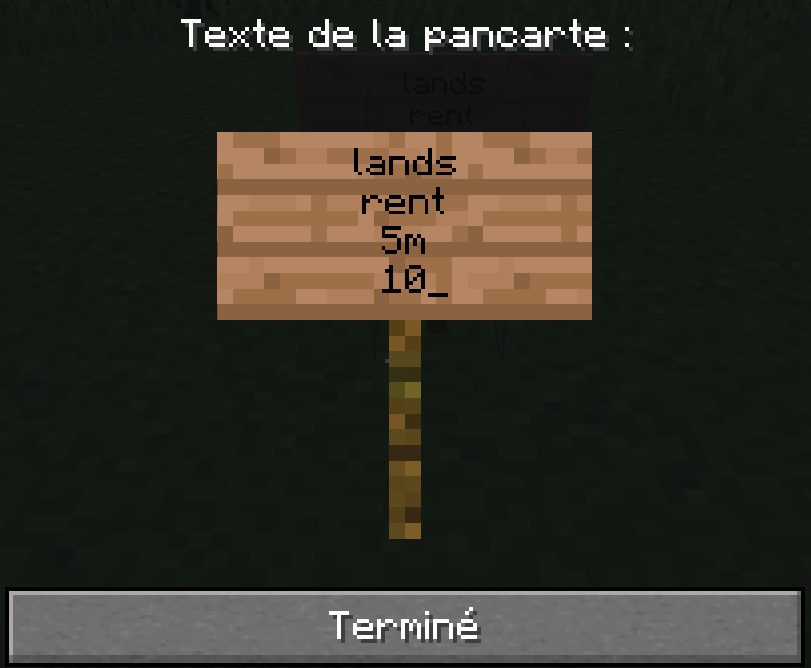 Texte de la pancarte :
lands
rent
lands
rent
5m
10_
Terminé